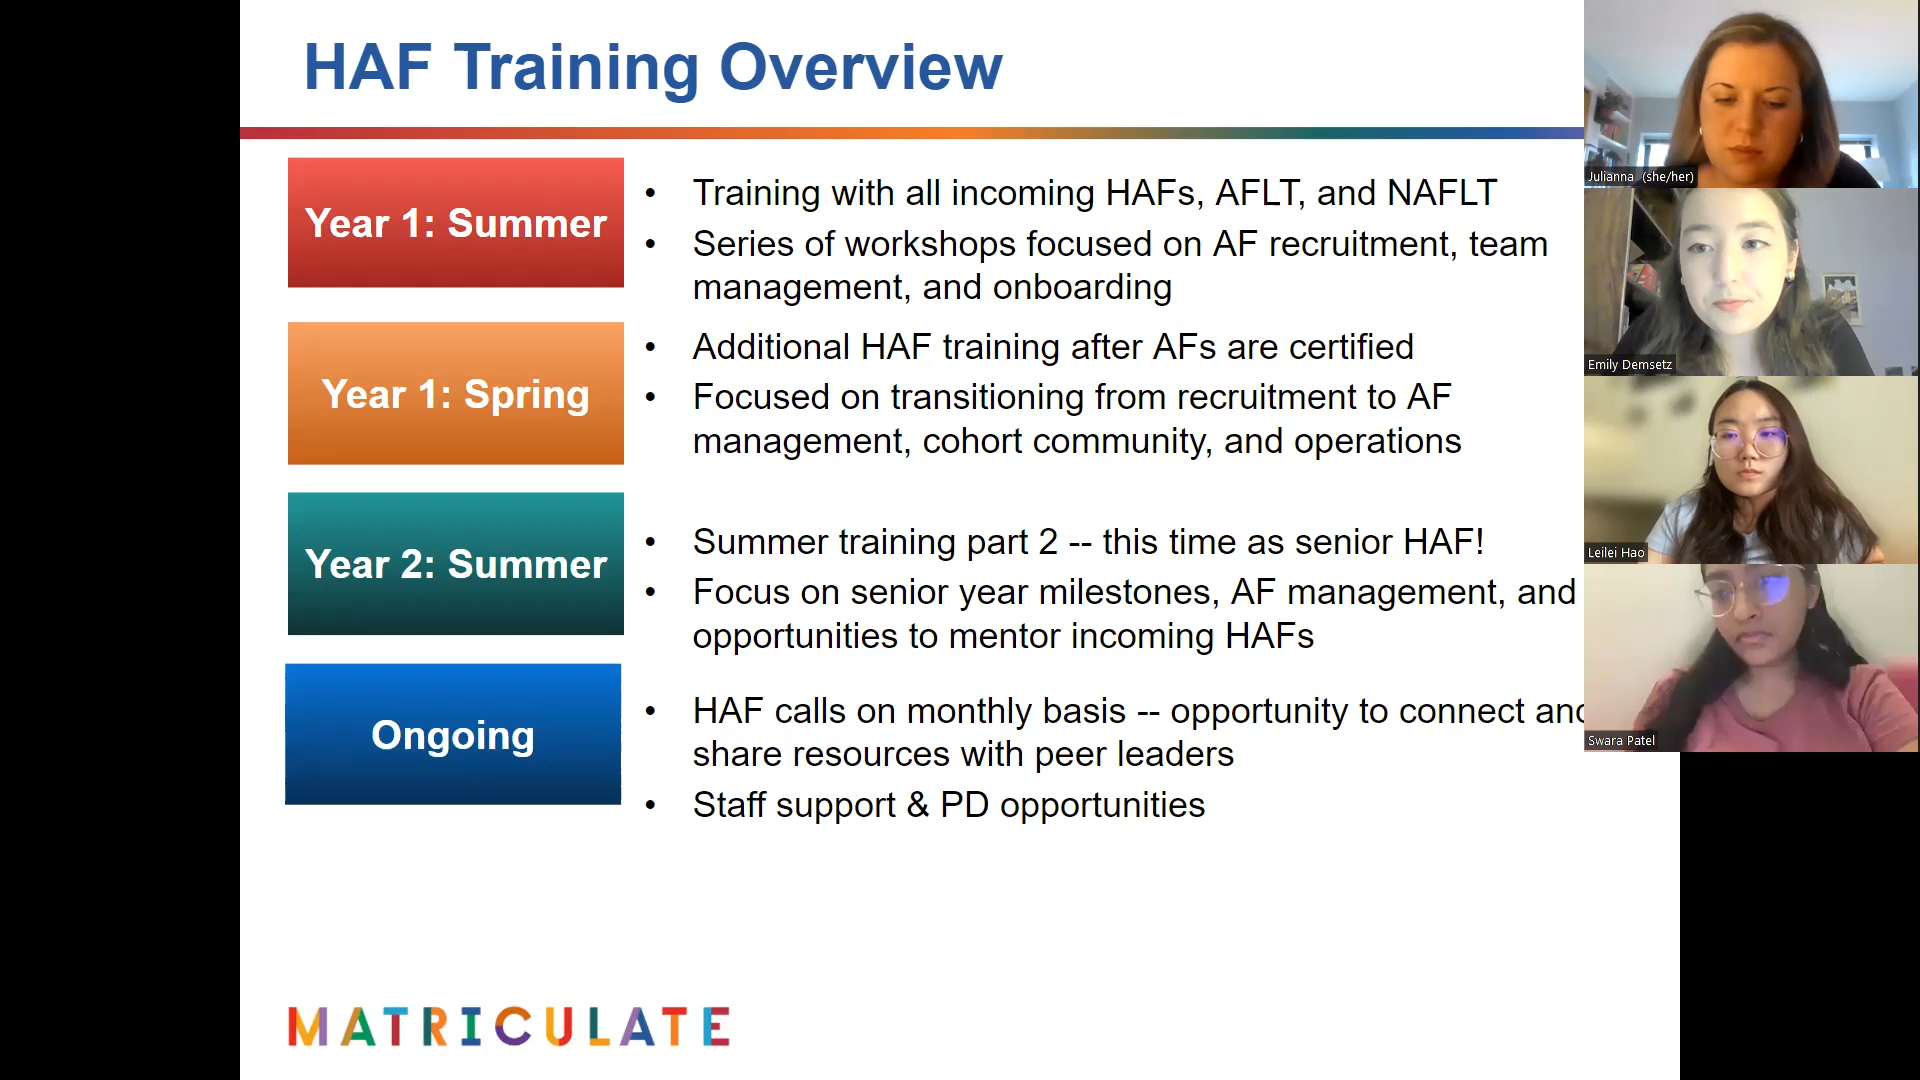 HAF Training Overview
Year 1: Summer
• Training with all incoming HAFs, AFLT, and NAFLT
• Series of workshops focused on AF recruitment, team
management, and onboarding
Year 1: Spring
• Additional HAF training after AFs are certified
• Focused on transitioning from recruitment to AF
management, cohort community, and operations
Year 2: Summer
• Summer training part 2 -- this time as senior HAF!
• Focus on senior year milestones, AF management, and
opportunities to mentor incoming HAFs
Ongoing
• HAF calls on monthly basis -- opportunity to connect and
share resources with peer leaders
• Staff support & PD opportunities
MATRICULATE
Julianna (she/her)
Emily Demsetz
Leilei Hao
Swara Patel